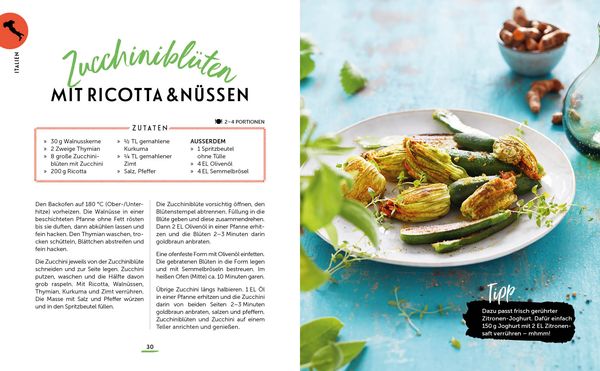 ITALIEN
Zucchiniblüten
MIT RICOTTA & NÜSSEN
2–4 PORTIONEN
ZUTATEN
» 30 g Walnusskerne
» 2 Zweige Thymian
» 8 große Zucchini-
blüten mit Zucchini
» 200 g Ricotta
» ½ TL gemahlene
Kurkuma
» ¼ TL gemahlener
Zimt
» Salz, Pfeffer
AUSSERDEM
» 1 Spritzbeutel
ohne Tülle
» 4 EL Olivenöl
» 4 EL Semmelbrösel
Den Backofen auf 180 °C (Ober-/Unter-
hitze) vorheizen. Die Walnüsse in einer
beschichteten Pfanne ohne Fett rösten
bis sie duften, dann abkühlen lassen und
fein hacken. Den Thymian waschen, tro-
cken schütteln, Blättchen abstreifen und
fein hacken.
Die Zucchini jeweils von der Zucchiniblüte
schneiden und zur Seite legen. Zucchini
putzen, waschen und die Hälfte davon
grob raspeln. Mit Ricotta, Walnüssen,
Thymian, Kurkuma und Zimt verrühren.
Die Masse mit Salz und Pfeffer würzen
und in den Spritzbeutel füllen.
Die Zucchiniblüte vorsichtig öffnen, den
Blütenstempel abtrennen. Füllung in die
Blüte geben und diese zusammendrehen.
Dann 2 EL Olivenöl in einer Pfanne erhit-
zen und die Blüten 2–3 Minuten darin
goldbraun anbraten.
Eine ofenfeste Form mit Olivenöl einfetten.
Die gebratenen Blüten in die Form legen
und mit Semmelbröseln bestreuen. Im
heißen Ofen (Mitte) ca. 10 Minuten garen.
Übrige Zucchini längs halbieren. 1 EL Öl
in einer Pfanne erhitzen und die Zucchini
darin von beiden Seiten 2–3 Minuten
goldbraun anbraten, salzen und pfeffern.
Zucchiniblüten und Zucchini auf einem
Teller anrichten und genießen.
30
Tipp
Dazu passt frisch gerührter
Zitronen-Joghurt. Dafür einfach
150 g Joghurt mit 2 EL Zitronen-
saft verrühren – mhmm!